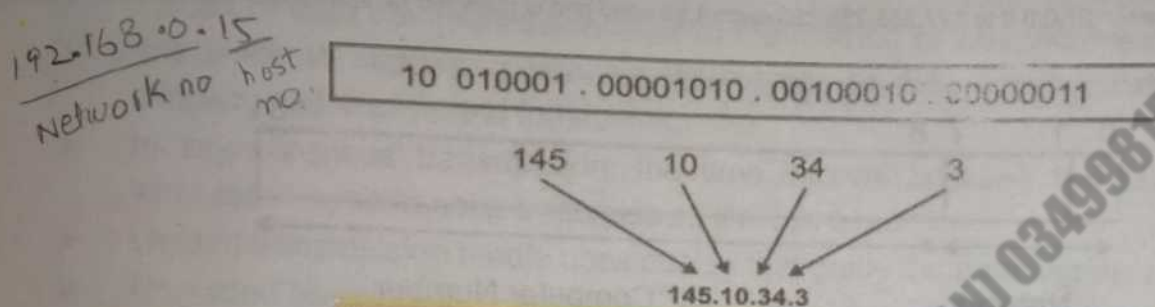 192.168.0.15
Network no host no.
10 010001 . 00001010 . 00100010 . 00000011
145 10 34 3
145.10.34.3